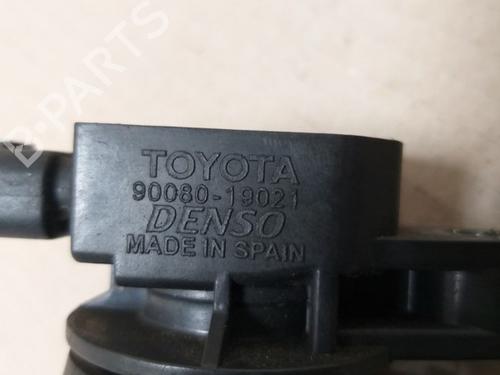 B-PARTS
TOYOTA
90080-19021
DENSO
MADE IN SPAIN